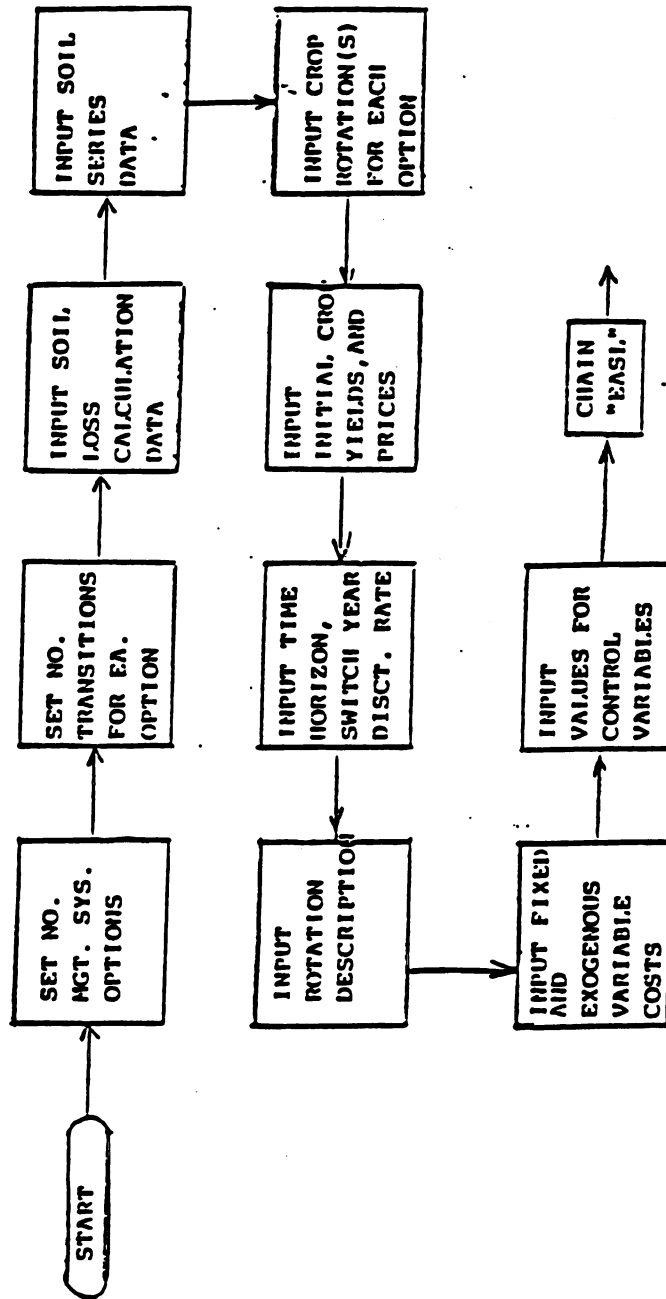 START
SET NO.
MGT. SYS.
OPTIONS
SET NO.
TRANSITIONS
FOR EA.
OPTION
INPUT SOIL
LOSS
CALCULATION
DATA
INPUT SOIL
SERIES
DATA
INPUT CROP
ROTATION(S)
FOR EACH
OPTION
INPUT
INITIAL CRO
YIELDS, AND
PRICES
INPUT TIME
HORIZON,
SWITCH YEAR
DISCT. RATE
INPUT
ROTATION
DESCRIPTION
INPUT FIXED
AND
EXOGENOUS
VARIABLE
COSTS
INPUT
VALUES FOR
CONTROL
VARIABLES
CHAIN
"EASL"